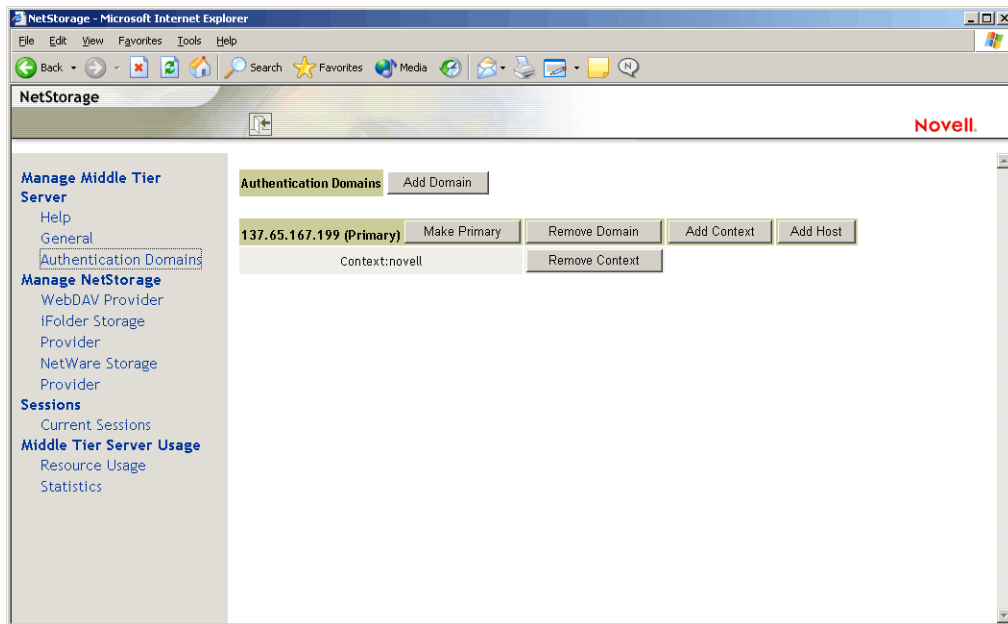 NetStorage - Microsoft Internet Explorer
File Edit View Favorites Tools Help
Back Search Favorites Media
NetStorage
Novell.
Manage Middle Tier
Server
Help
General
Authentication Domains
Manage NetStorage
WebDAV Provider
iFolder Storage
Provider
NetWare Storage
Provider
Sessions
Current Sessions
Middle Tier Server Usage
Resource Usage
Statistics
Authentication Domains Add Domain
137.65.167.199 (Primary) Make Primary Remove Domain Add Context Add Host
Context:novell Remove Context